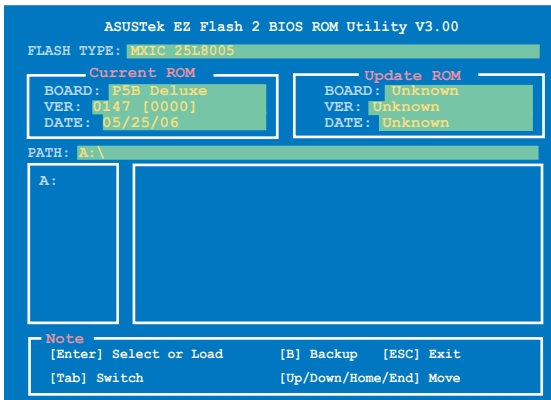 ASUSTek EZ Flash 2 BIOS ROM Utility V3.00
FLASH TYPE: MXIC 25L8005
Current ROM
BOARD: P5B Deluxe
VER: 0147 [0000]
DATE: 05/25/06
Update ROM
BOARD: Unknown
VER: Unknown
DATE: Unknown
PATH: A:\
A:
Note
[Enter] Select or Load [B] Backup [ESC] Exit
[Tab] Switch [Up/Down/Home/End] Move